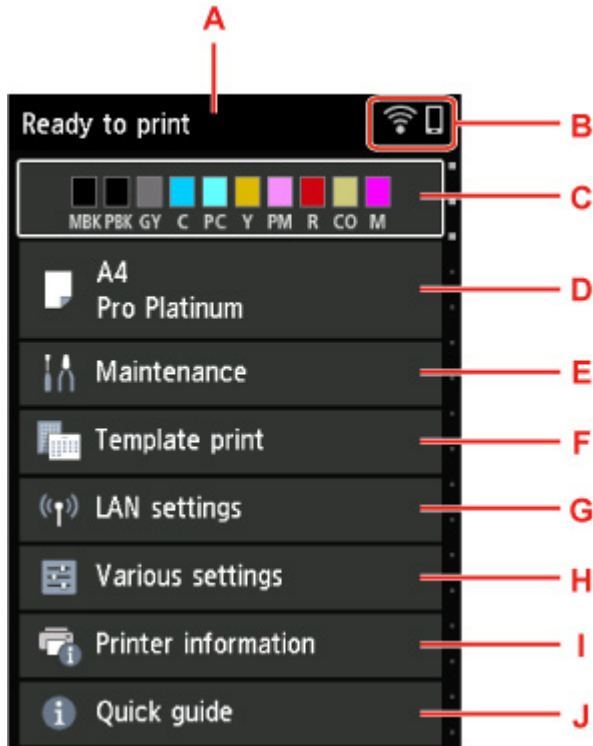 A
Ready to print
B
MBK PBK GY C PC Y PM R CO M
C
A4
Pro Platinum
D
Maintenance
E
Template print
F
LAN settings
G
Various settings
H
Printer information
I
Quick guide
J